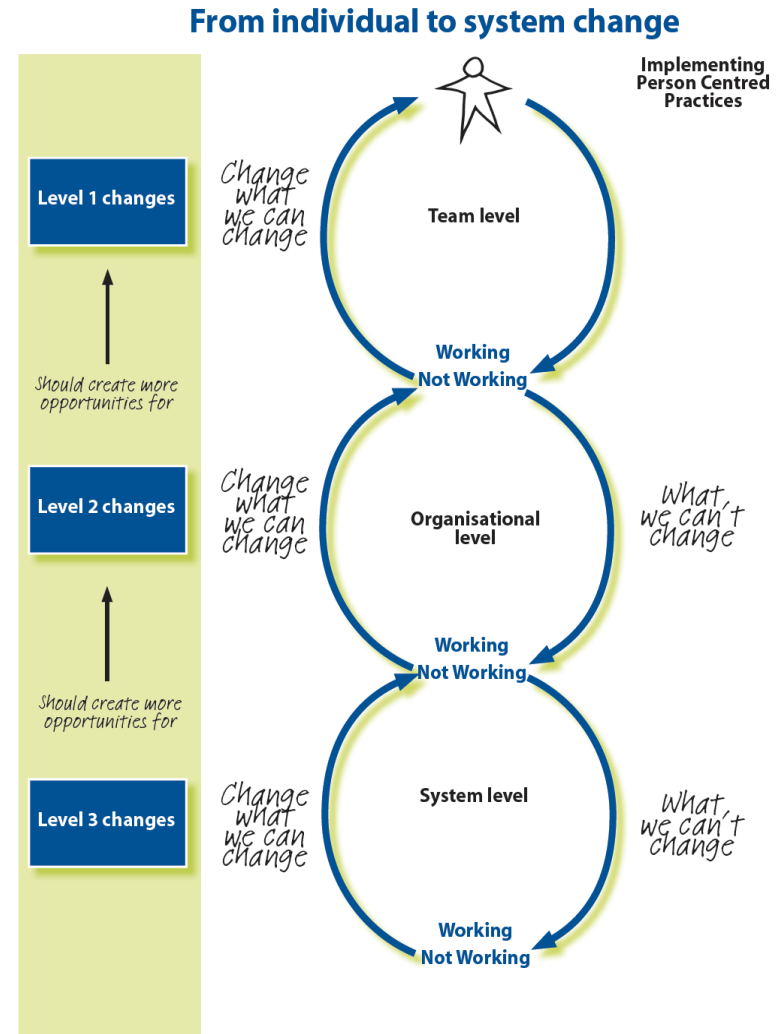 From individual to system change
Implementing
Person Centred
Practices
Level 1 changes
Change
what
we can
change
Team level
Working
Not Working
Should create more
opportunities for
Level 2 changes
Change
what
we can
change
Organisational
level
What
we can't
change
Working
Not Working
Should create more
opportunities for
Level 3 changes
Change
what
we can
change
System level
What
we can't
change
Working
Not Working